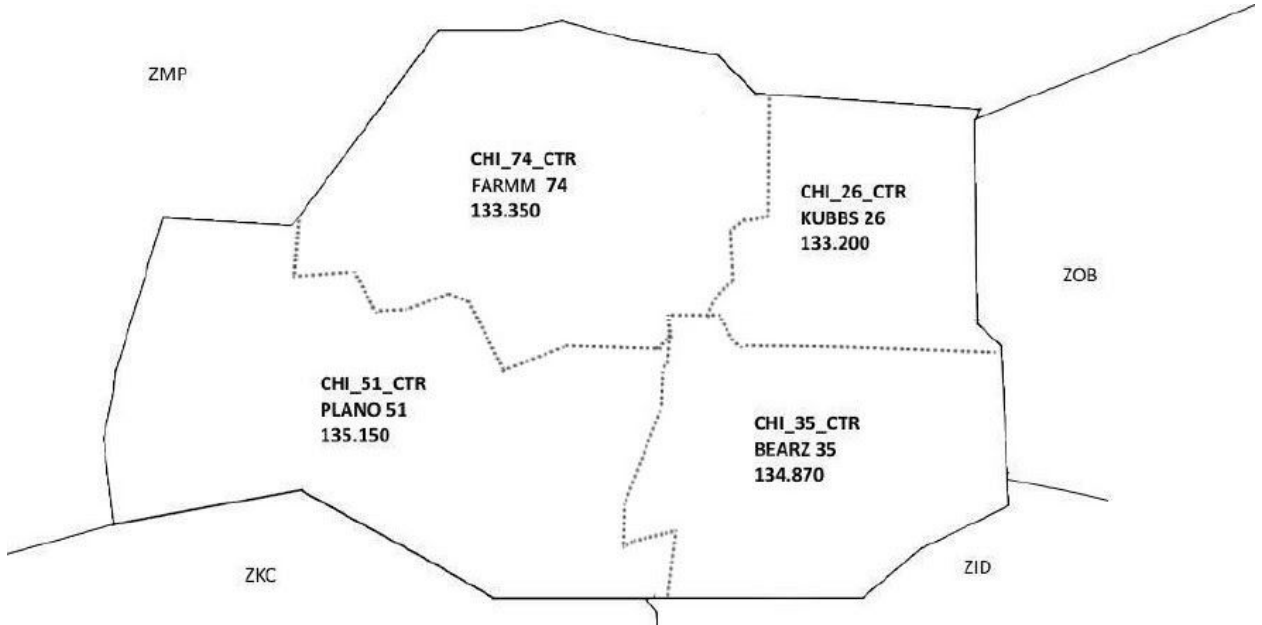 ZMP
CHI_74_CTR
FARMM 74
133.350
CHI_26_CTR
KUBBS 26
133.200
ZOB
CHI_51_CTR
PLANO 51
135.150
CHI_35_CTR
BEARZ 35
134.870
ZKC
ZID